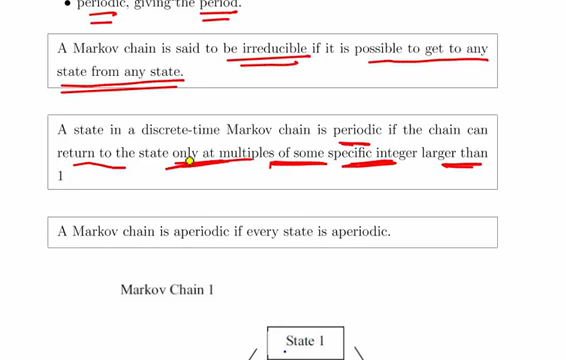 • periodic, giving the period.
A Markov chain is said to be irreducible if it is possible to get to any
state from any state.
A state in a discrete-time Markov chain is periodic if the chain can
return to the state only at multiples of some specific integer larger than
1
A Markov chain is aperiodic if every state is aperiodic.
Markov Chain 1
State 1